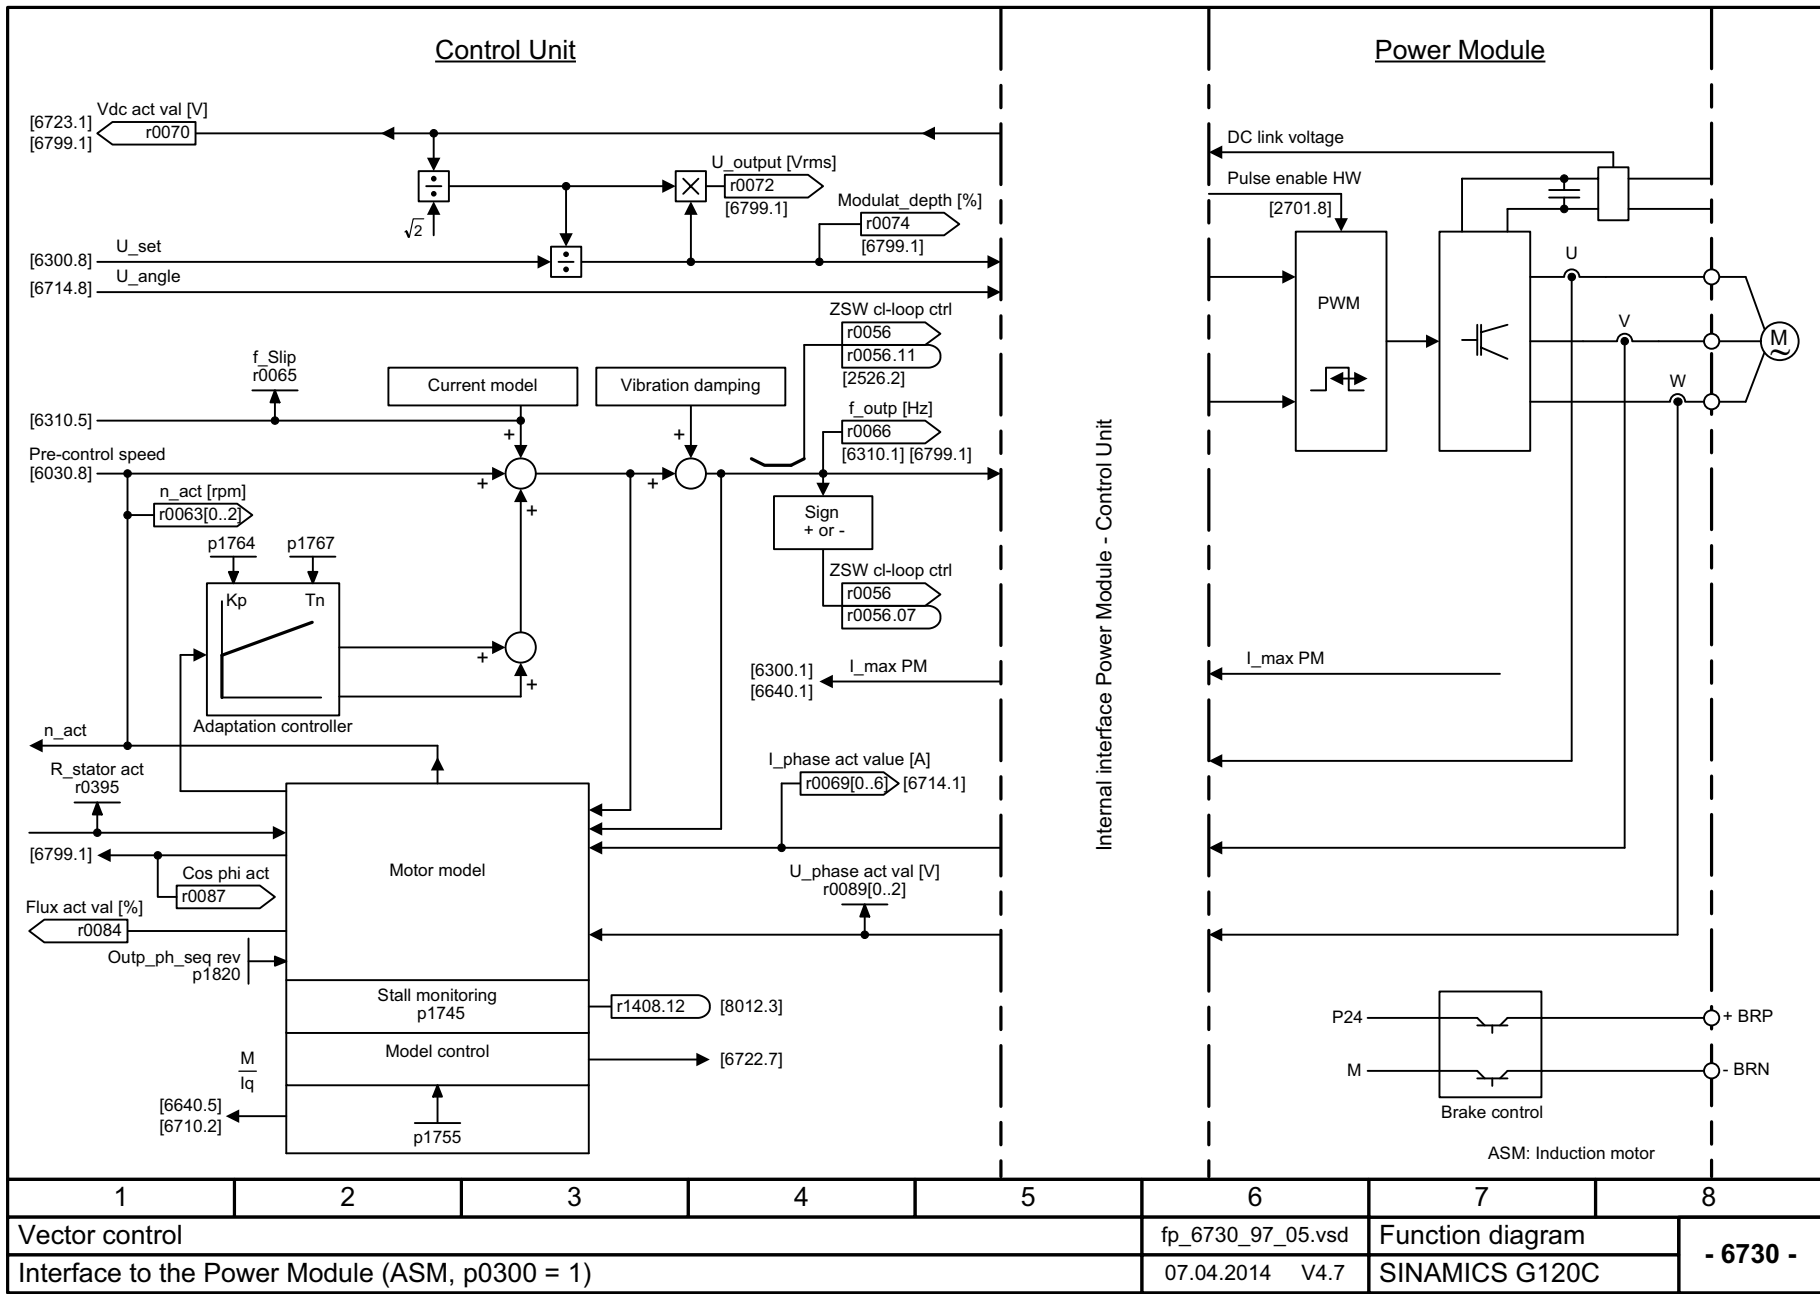 Control Unit
Power Module
Vdc act val [V]
[6723.1]
[6799.1]
r0070
÷
√2
U_output [Vrms]
r0072
[6799.1]
Modulat_depth [%]
r0074
[6799.1]
[6300.8]
U_set
÷
[6714.8]
U_angle
ZSW cl-loop ctrl
r0056
r0056.11
[2526.2]
f_Slip
r0065
Current model
Vibration damping
[6310.5]
+
+
f_outp [Hz]
r0066
[6310.1] [6799.1]
Pre-control speed
[6030.8]
+
+
n_act [rpm]
r0063[0..2]
+
Sign
+ or -
p1764
p1767
Kp
Tn
ZSW cl-loop ctrl
r0056
r0056.07
+
+
Adaptation controller
[6300.1]
[6640.1]
I_max PM
n_act
R_stator act
r0395
I_phase act value [A]
r0069[0..6]
[6714.1]
[6799.1]
Cos phi act
r0087
Motor model
U_phase act val [V]
r0089[0..2]
Flux act val [%]
r0084
Outp_ph_seq rev
p1820
Stall monitoring
p1745
r1408.12
[8012.3]
Model control
[6722.7]
M
Iq
[6640.5]
[6710.2]
p1755
Internal interface Power Module - Control Unit
DC link voltage
Pulse enable HW
[2701.8]
PWM
U
V
W
M
~
I_max PM
P24
+ BRP
M
- BRN
Brake control
ASM: Induction motor
1 2 3 4 5 6 7 8
Vector control
fp_6730_97_05.vsd
Function diagram
- 6730 -
Interface to the Power Module (ASM, p0300 = 1)
07.04.2014 V4.7
SINAMICS G120C